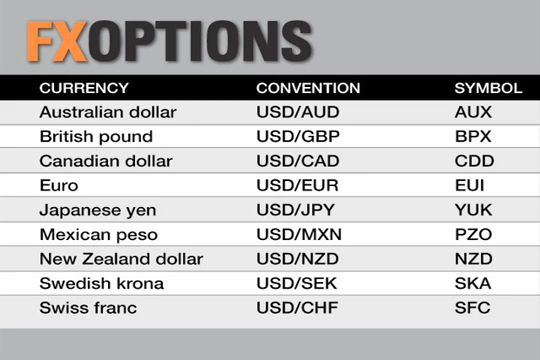 FXOPTIONS
CURRENCY CONVENTION SYMBOL
Australian dollar USD/AUD AUX
British pound USD/GBP BPX
Canadian dollar USD/CAD CDD
Euro USD/EUR EUI
Japanese yen USD/JPY YUK
Mexican peso USD/MXN PZO
New Zealand dollar USD/NZD NZD
Swedish krona USD/SEK SKA
Swiss franc USD/CHF SFC